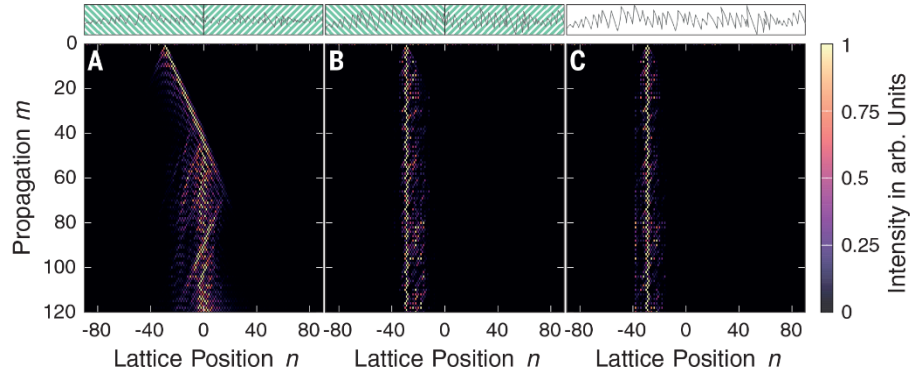 A
B
C
0
20
40
60
80
100
120
Propagation m
-80 -40 0 40 80
-80 -40 0 40 80
-80 -40 0 40 80
Lattice Position n
Lattice Position n
Lattice Position n
1
0.75
0.5
0.25
0
Intensity in arb. Units